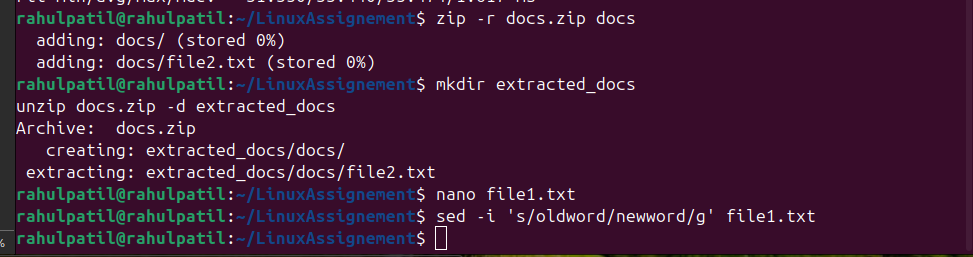 rahulpatil@rahulpatil:~/LinuxAssignement$ zip -r docs.zip docs
  adding: docs/ (stored 0%)
  adding: docs/file2.txt (stored 0%)
rahulpatil@rahulpatil:~/LinuxAssignement$ mkdir extracted_docs
unzip docs.zip -d extracted_docs
Archive:  docs.zip
   creating: extracted_docs/docs/
 extracting: extracted_docs/docs/file2.txt
rahulpatil@rahulpatil:~/LinuxAssignement$ nano file1.txt
rahulpatil@rahulpatil:~/LinuxAssignement$ sed -i 's/oldword/newword/g' file1.txt
% rahulpatil@rahulpatil:~/LinuxAssignement$